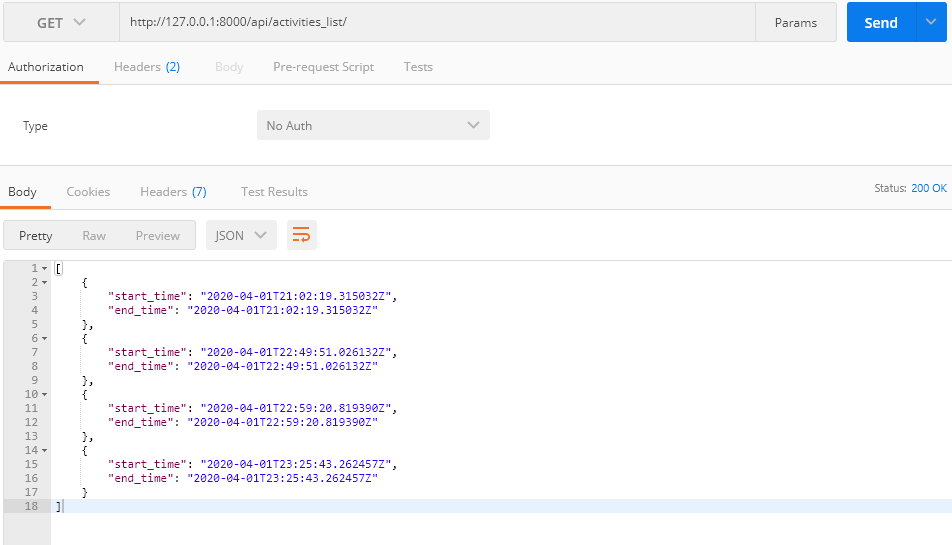 GET http://127.0.0.1:8000/api/activities_list/ Params Send
Authorization Headers (2) Body Pre-request Script Tests
Type No Auth
Body Cookies Headers (7) Test Results Status: 200 OK
Pretty Raw Preview JSON
1 [
2 {
3 "start_time": "2020-04-01T21:02:19.315032Z",
4 "end_time": "2020-04-01T21:02:19.315032Z"
5 },
6 {
7 "start_time": "2020-04-01T22:49:51.026132Z",
8 "end_time": "2020-04-01T22:49:51.026132Z"
9 },
10 {
11 "start_time": "2020-04-01T22:59:20.819390Z",
12 "end_time": "2020-04-01T22:59:20.819390Z"
13 },
14 {
15 "start_time": "2020-04-01T23:25:43.262457Z",
16 "end_time": "2020-04-01T23:25:43.262457Z"
17 }
18 ]